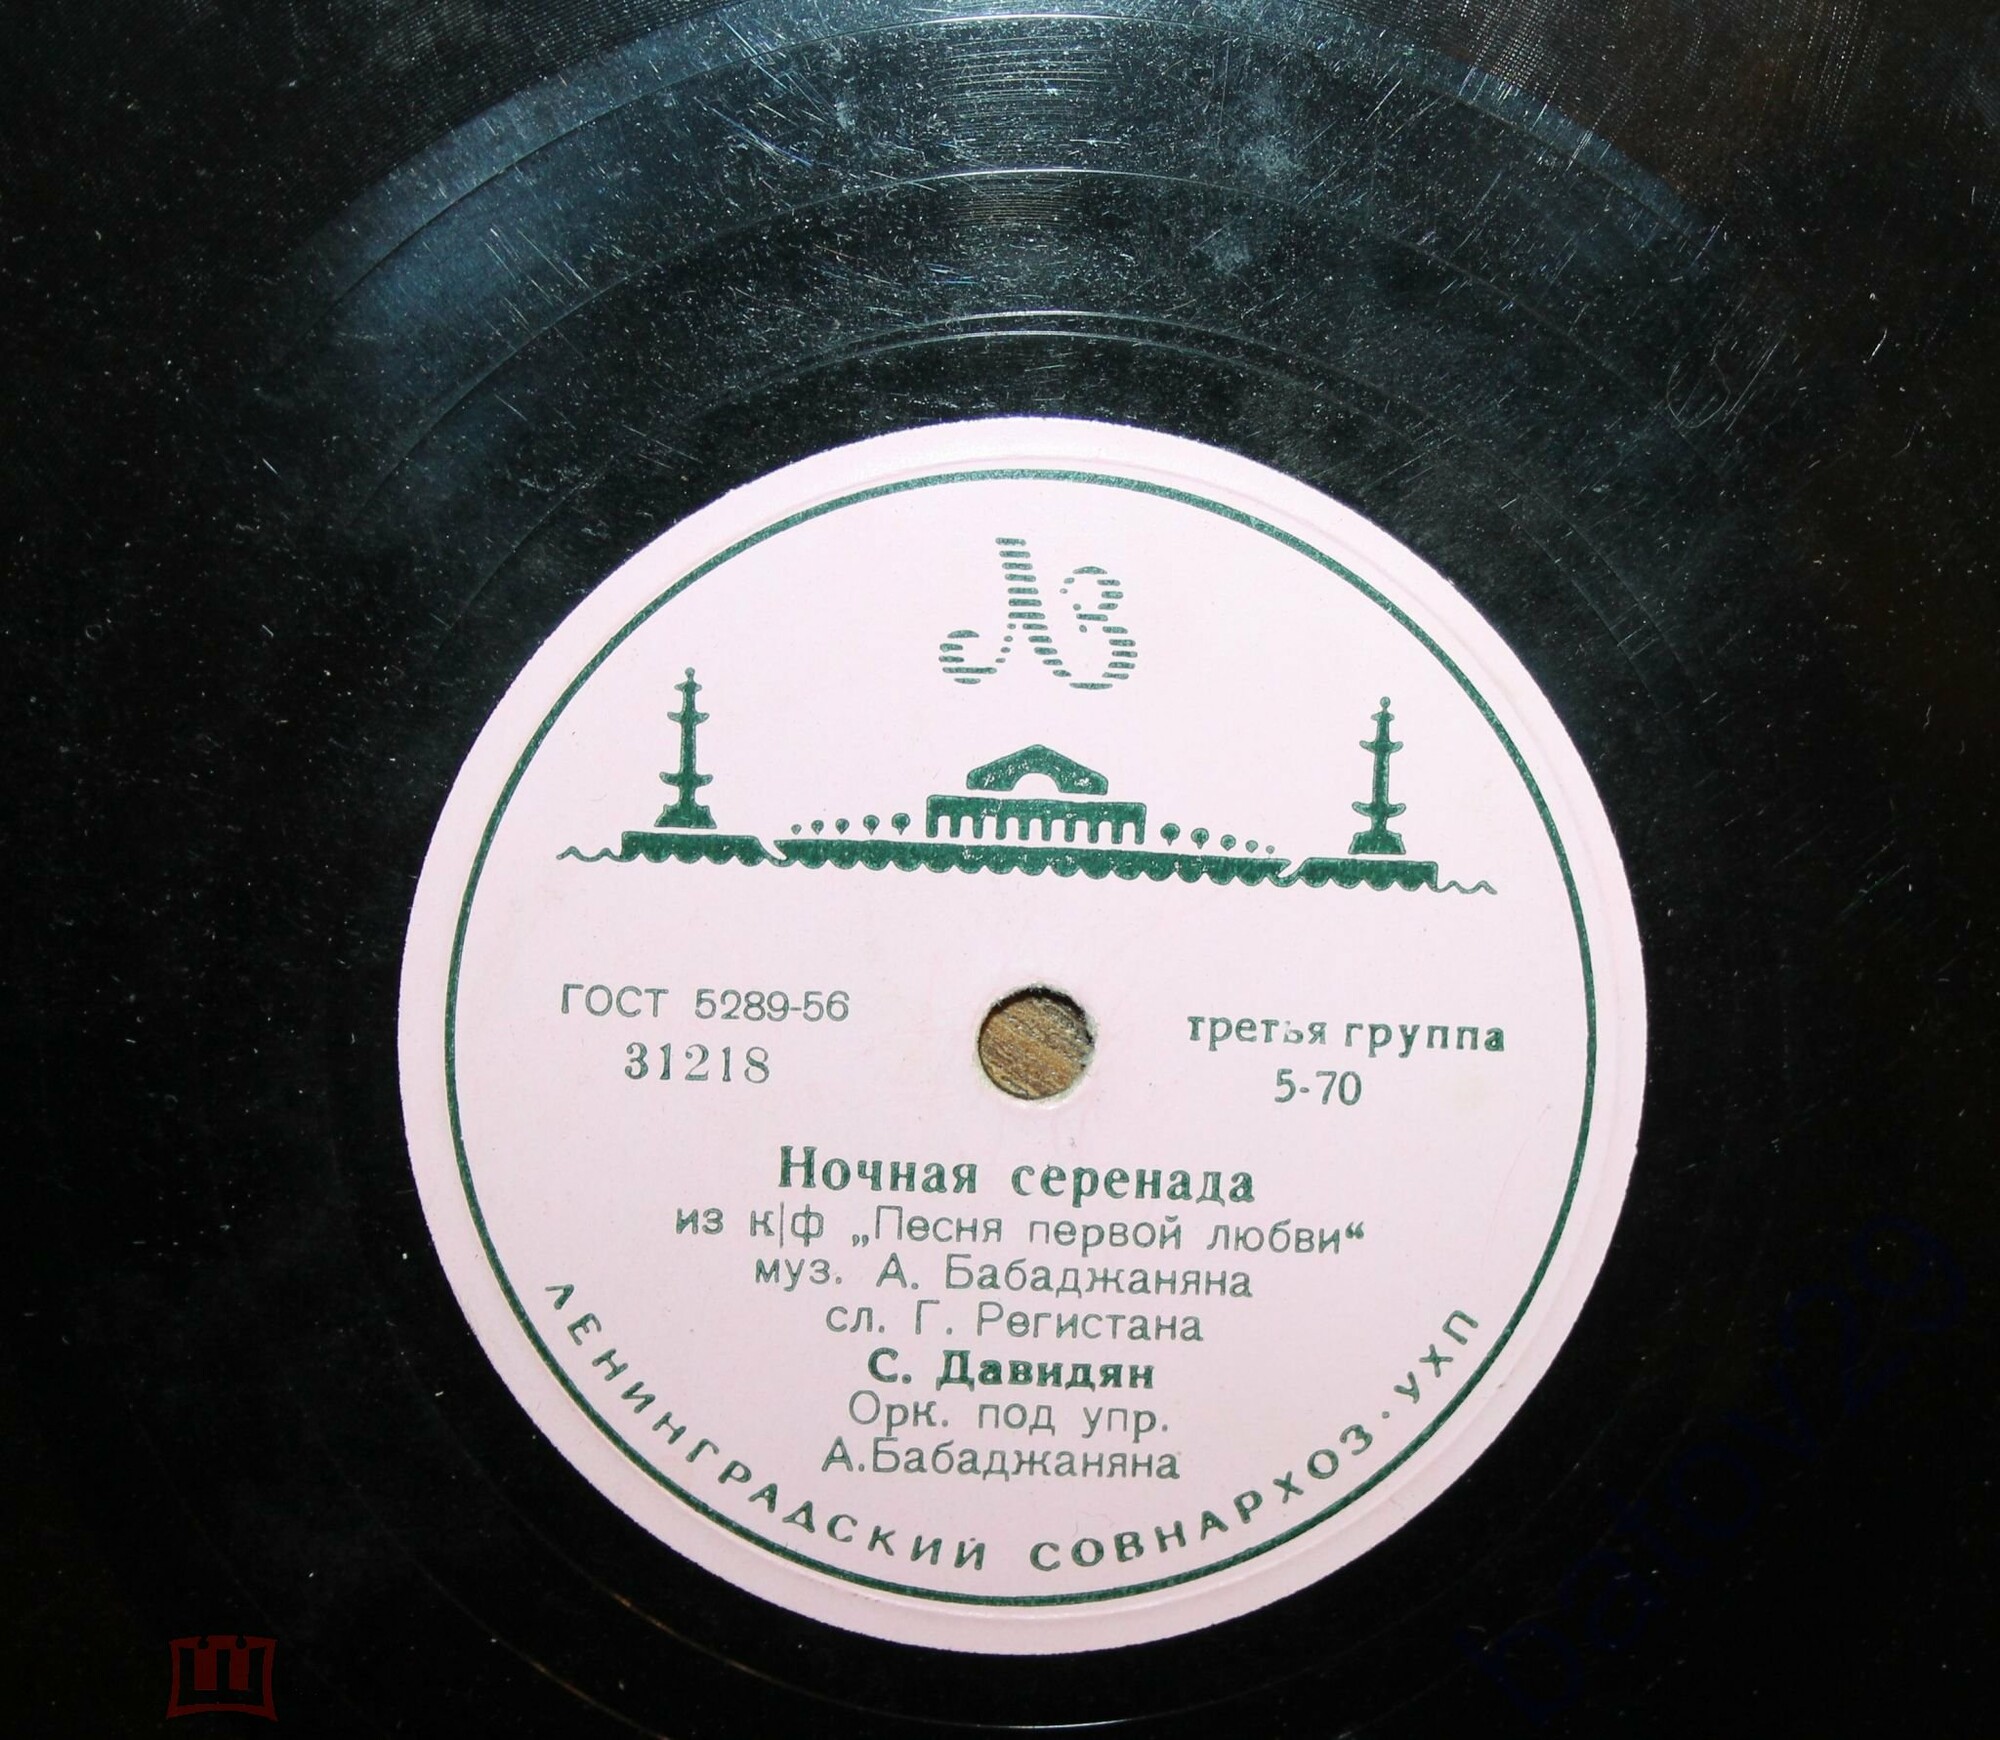 ЛЗ
ГОСТ 5289-56
31218
третья группа
5-70
Ночная серенада
из к|ф „Песня первой любви“
муз. А. Бабаджаняна
сл. Г. Регистана
С. Давидян
Орк. под упр.
А.Бабаджаняна
ЛЕНИНГРАДСКИЙ СОВНАРХОЗ · УХП